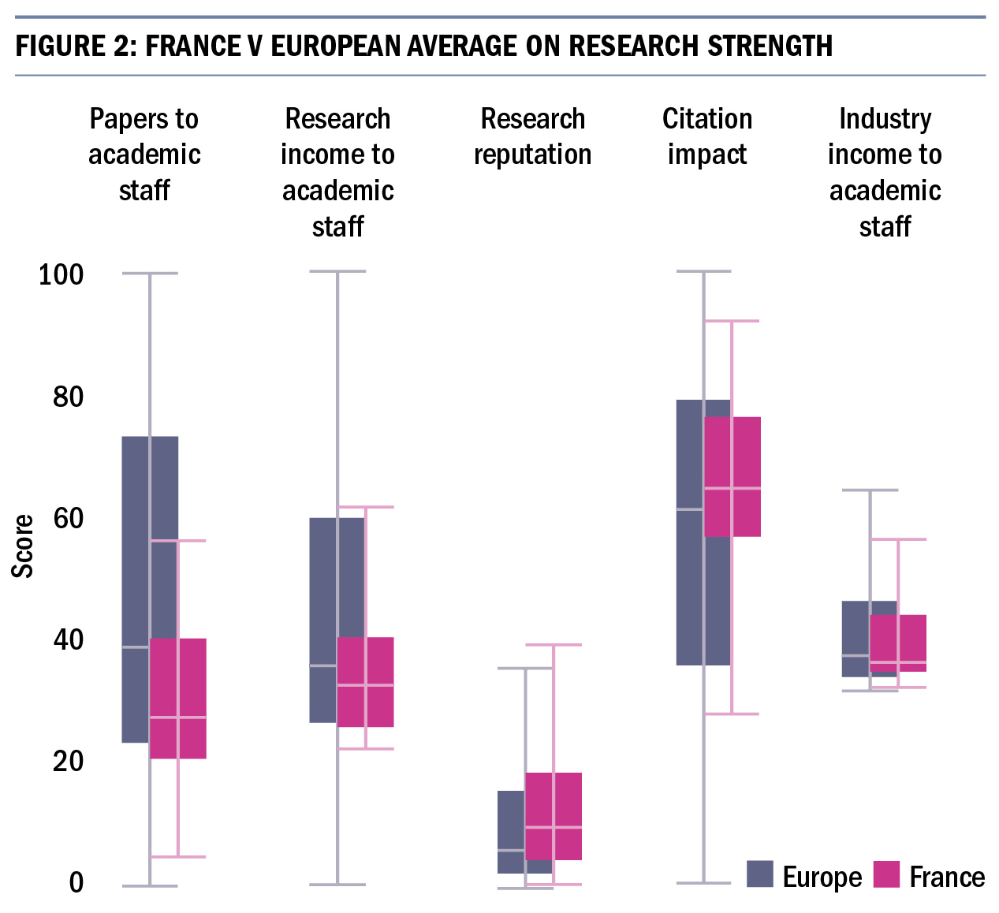 FIGURE 2: FRANCE V EUROPEAN AVERAGE ON RESEARCH STRENGTH
Papers to
academic
staff
Research
income to
academic
staff
Research
reputation
Citation
impact
Industry
income to
academic
staff
100
80
60
40
20
0
Score
Europe
France